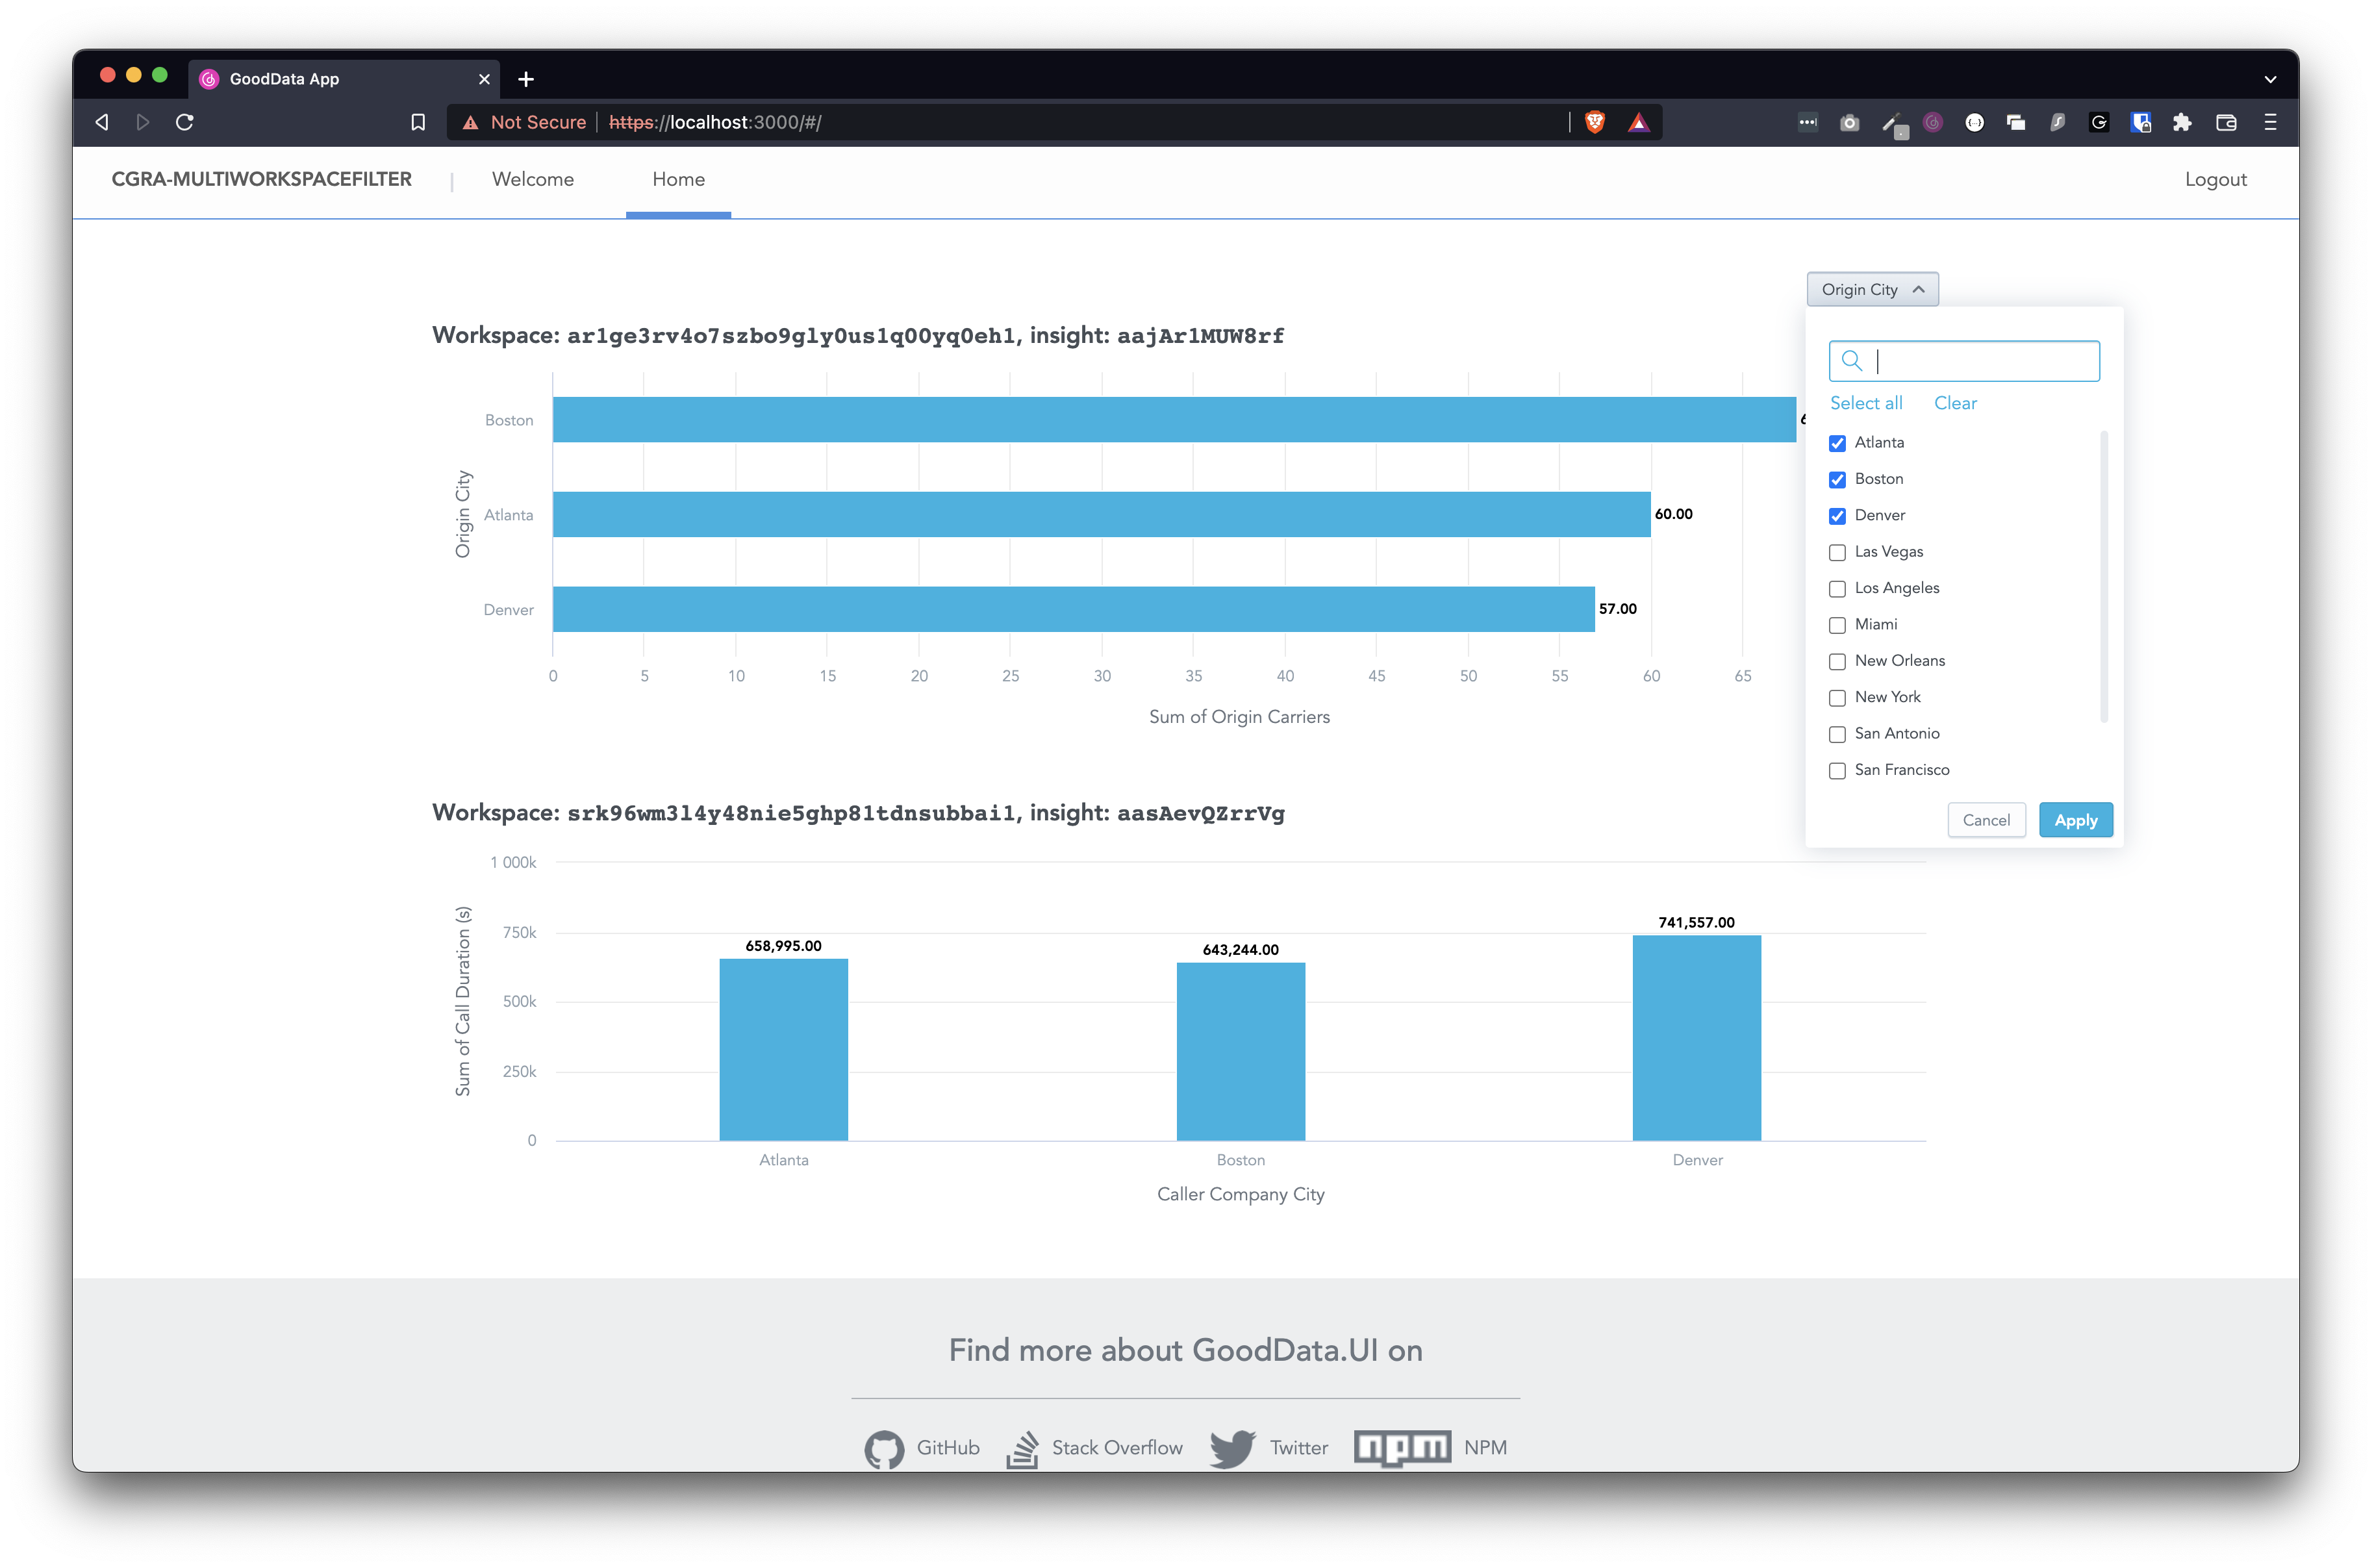 GoodData App
Not Secure https://localhost:3000/#/
CGRA-MULTIWORKSPACEFILTER Welcome Home Logout
Origin City
Workspace: ar1ge3rv4o7szbo9gly0us1q00yq0eh1, insight: aajAr1MUW8rf
Origin City
Boston
Atlanta
60.00
Denver
57.00
0 5 10 15 20 25 30 35 40 45 50 55 60 65
Sum of Origin Carriers
Select all Clear
Atlanta
Boston
Denver
Las Vegas
Los Angeles
Miami
New Orleans
New York
San Antonio
San Francisco
Cancel Apply
Workspace: srk96wm3l4y48nie5ghp81tdnsubbai1, insight: aasAevQZrrVg
Sum of Call Duration (s)
1 000k
750k
500k
250k
0
658,995.00
643,244.00
741,557.00
Atlanta Boston Denver
Caller Company City
Find more about GoodData.UI on
GitHub Stack Overflow Twitter npm NPM